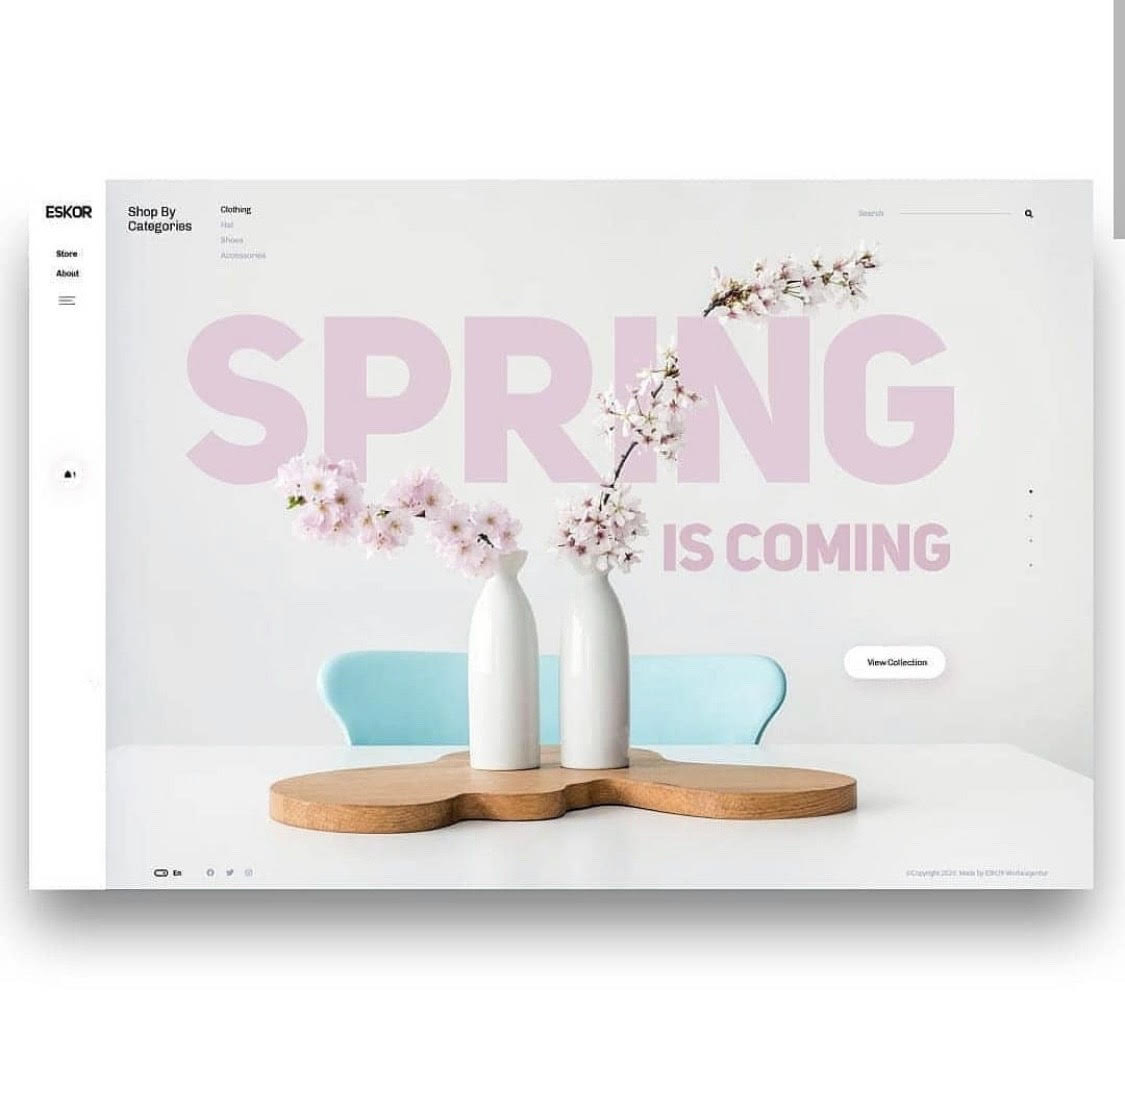 ESKOR
Store
About
Shop By
Categories
Clothing
Hat
Shoes
Accessories
Search
SPRING
IS COMING
View Collection
1
En
©Copyright 2020. Made by ESKOR Werbeagentur